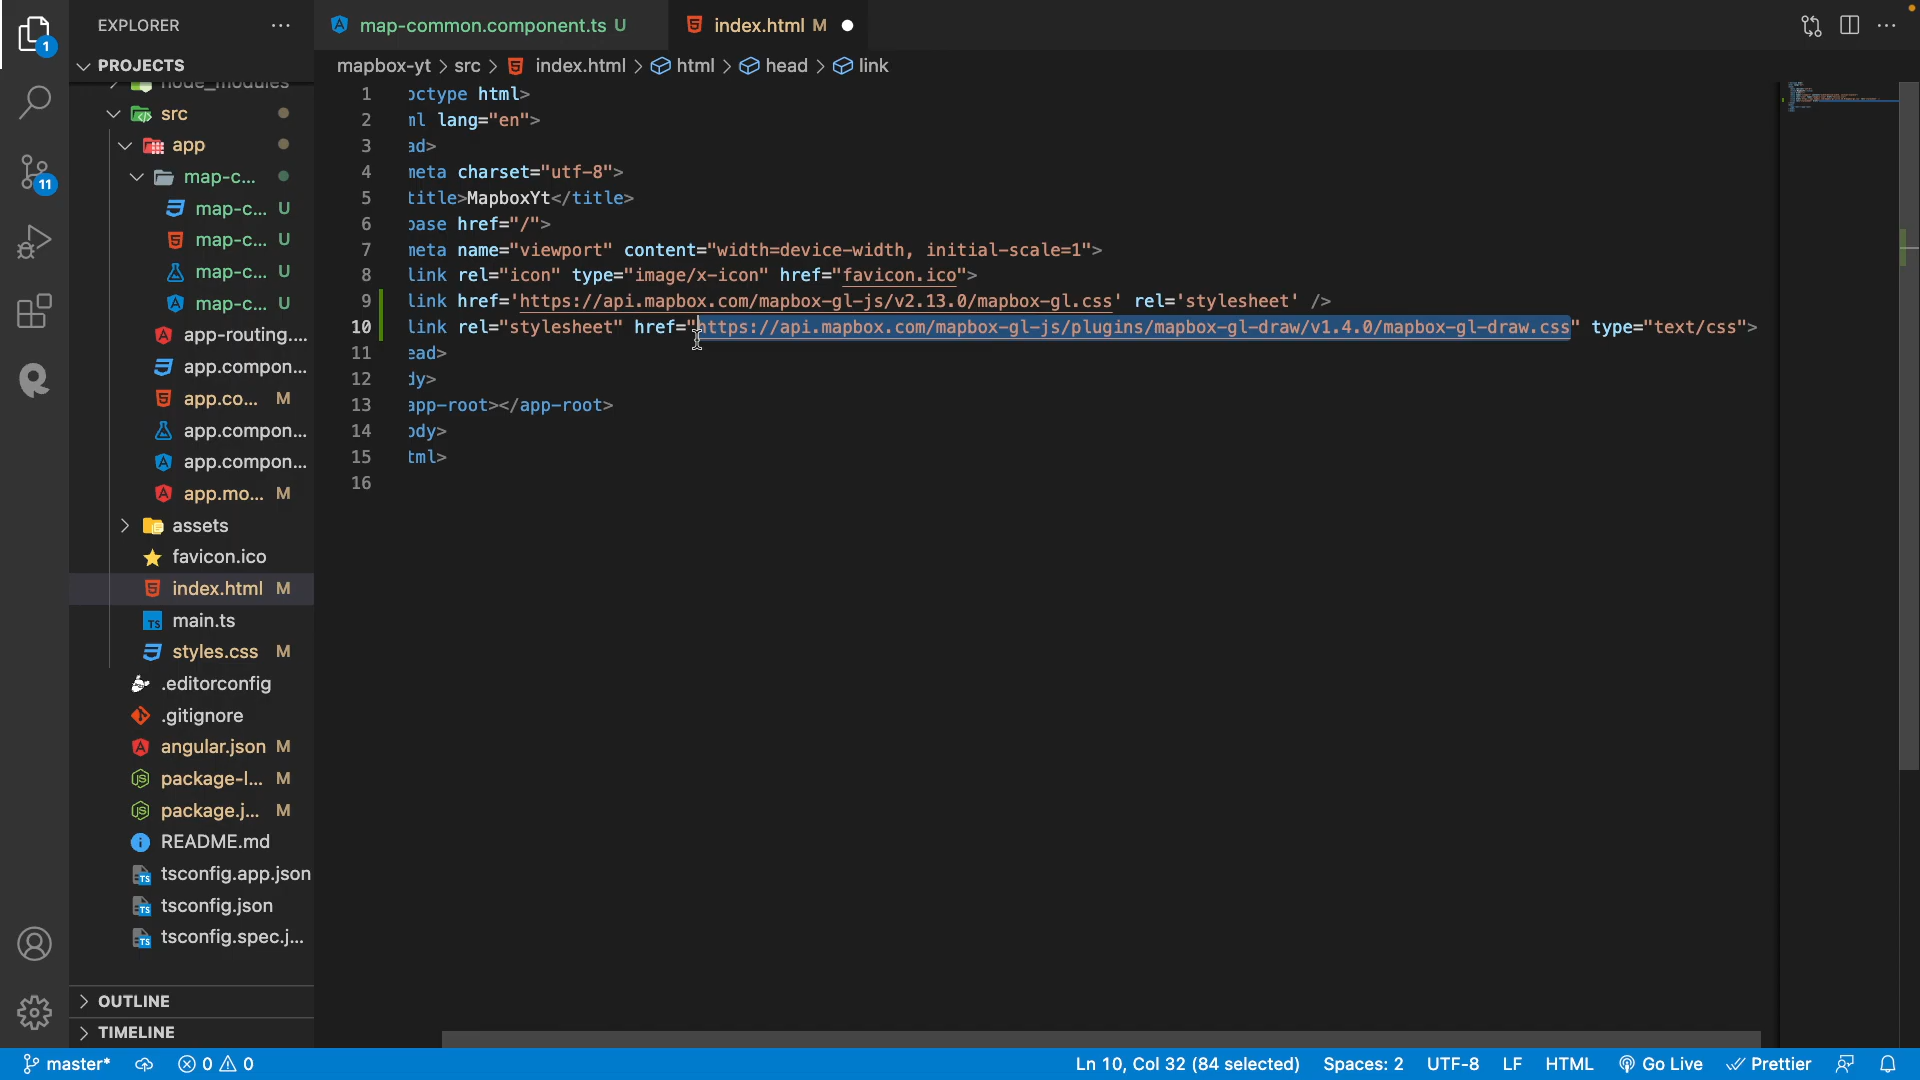 EXPLORER
map-common.component.ts U
index.html M
PROJECTS
mapbox-yt > src > index.html > html > head > link
node_modules
src
app
map-c... 
map-c... U
map-c... U
map-c... U
map-c... U
app-routing....
app.compon...
app.co... M
app.compon...
app.compon...
app.mo... M
assets
favicon.ico
index.html M
main.ts
styles.css M
.editorconfig
.gitignore
angular.json M
package-l... M
package.j... M
README.md
tsconfig.app.json
tsconfig.json
tsconfig.spec.j...
OUTLINE
TIMELINE
1
11
1 octype html>
2 ml lang="en">
3 ad>
4 meta charset="utf-8">
5 title>MapboxYt</title>
6 base href="/">
7 meta name="viewport" content="width=device-width, initial-scale=1">
8 link rel="icon" type="image/x-icon" href="favicon.ico">
9 link href='https://api.mapbox.com/mapbox-gl-js/v2.13.0/mapbox-gl.css' rel='stylesheet' />
10 link rel="stylesheet" href="https://api.mapbox.com/mapbox-gl-js/plugins/mapbox-gl-draw/v1.4.0/mapbox-gl-draw.css" type="text/css">
11 ead>
12 dy>
13 app-root></app-root>
14 ody>
15 tml>
16
master* 0 0 Ln 10, Col 32 (84 selected) Spaces: 2 UTF-8 LF HTML Go Live Prettier